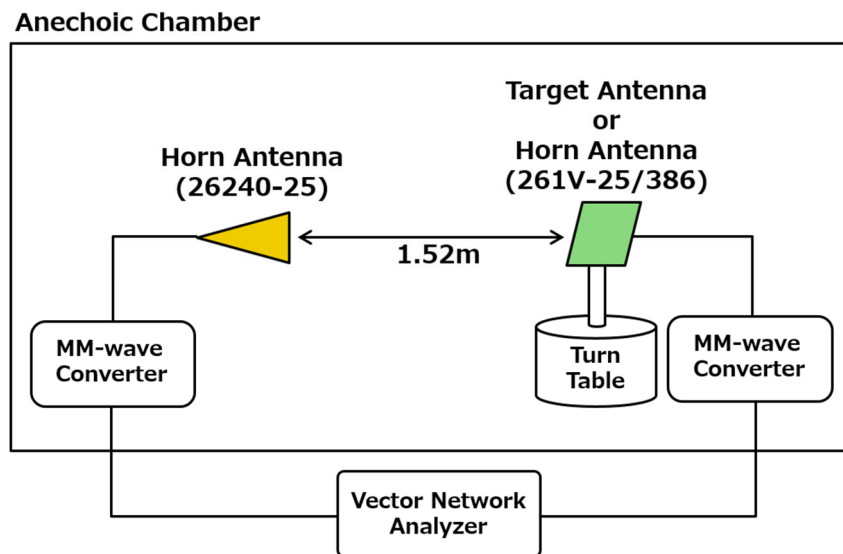 Anechoic Chamber
Target Antenna
or
Horn Antenna
(261V-25/386)
Horn Antenna
(26240-25)
1.52m
MM-wave
Converter
Turn
Table
MM-wave
Converter
Vector Network
Analyzer